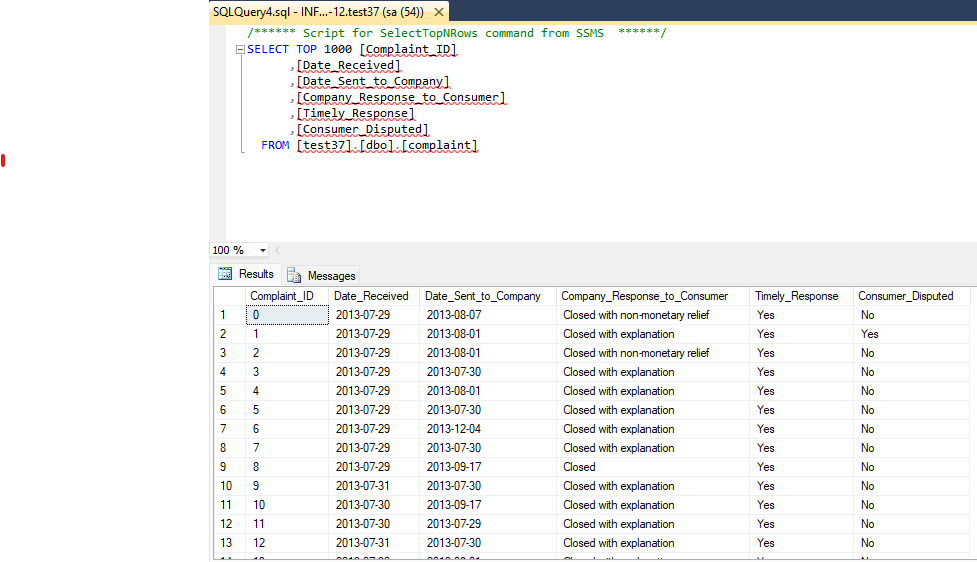 SQLQuery4.sql - INF...-12.test37 (sa (54)) ×
/****** Script for SelectTopNRows command from SSMS ******/
SELECT TOP 1000 [Complaint_ID]
,[Date_Received]
,[Date_Sent_to_Company]
,[Company_Response_to_Consumer]
,[Timely_Response]
,[Consumer_Disputed]
FROM [test37].[dbo].[complaint]
100 %
Results Messages
Complaint_ID Date_Received Date_Sent_to_Company Company_Response_to_Consumer Timely_Response Consumer_Disputed
1 0 2013-07-29 2013-08-07 Closed with non-monetary relief Yes No
2 1 2013-07-29 2013-08-01 Closed with explanation Yes Yes
3 2 2013-07-29 2013-08-01 Closed with non-monetary relief Yes No
4 3 2013-07-29 2013-07-30 Closed with explanation Yes No
5 4 2013-07-29 2013-08-01 Closed with explanation Yes No
6 5 2013-07-29 2013-07-30 Closed with explanation Yes No
7 6 2013-07-29 2013-12-04 Closed with explanation Yes No
8 7 2013-07-29 2013-07-30 Closed with explanation Yes No
9 8 2013-07-29 2013-09-17 Closed Yes No
10 9 2013-07-31 2013-07-30 Closed with explanation Yes No
11 10 2013-07-30 2013-09-17 Closed with explanation Yes No
12 11 2013-07-30 2013-07-29 Closed with explanation Yes No
13 12 2013-07-31 2013-07-30 Closed with explanation Yes No